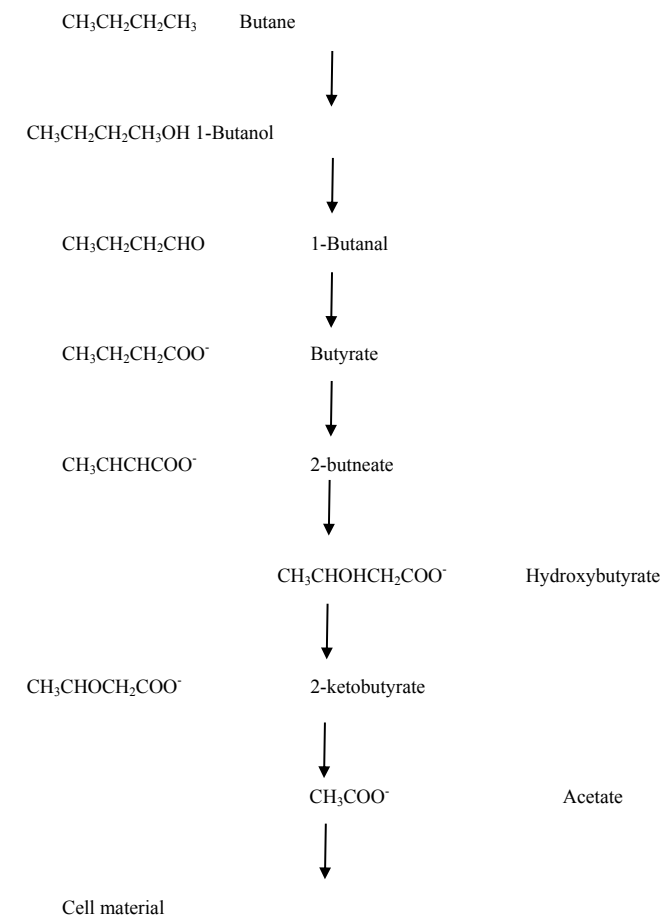 CH₃CH₂CH₂CH₃ Butane
CH₃CH₂CH₂CH₃OH 1-Butanol
CH₃CH₂CH₂CHO 1-Butanal
CH₃CH₂CH₂COO⁻ Butyrate
CH₃CHCHCOO⁻ 2-butneate
CH₃CHOHCH₂COO⁻ Hydroxybutyrate
CH₃CHOCH₂COO⁻ 2-ketobutyrate
CH₃COO⁻ Acetate
Cell material